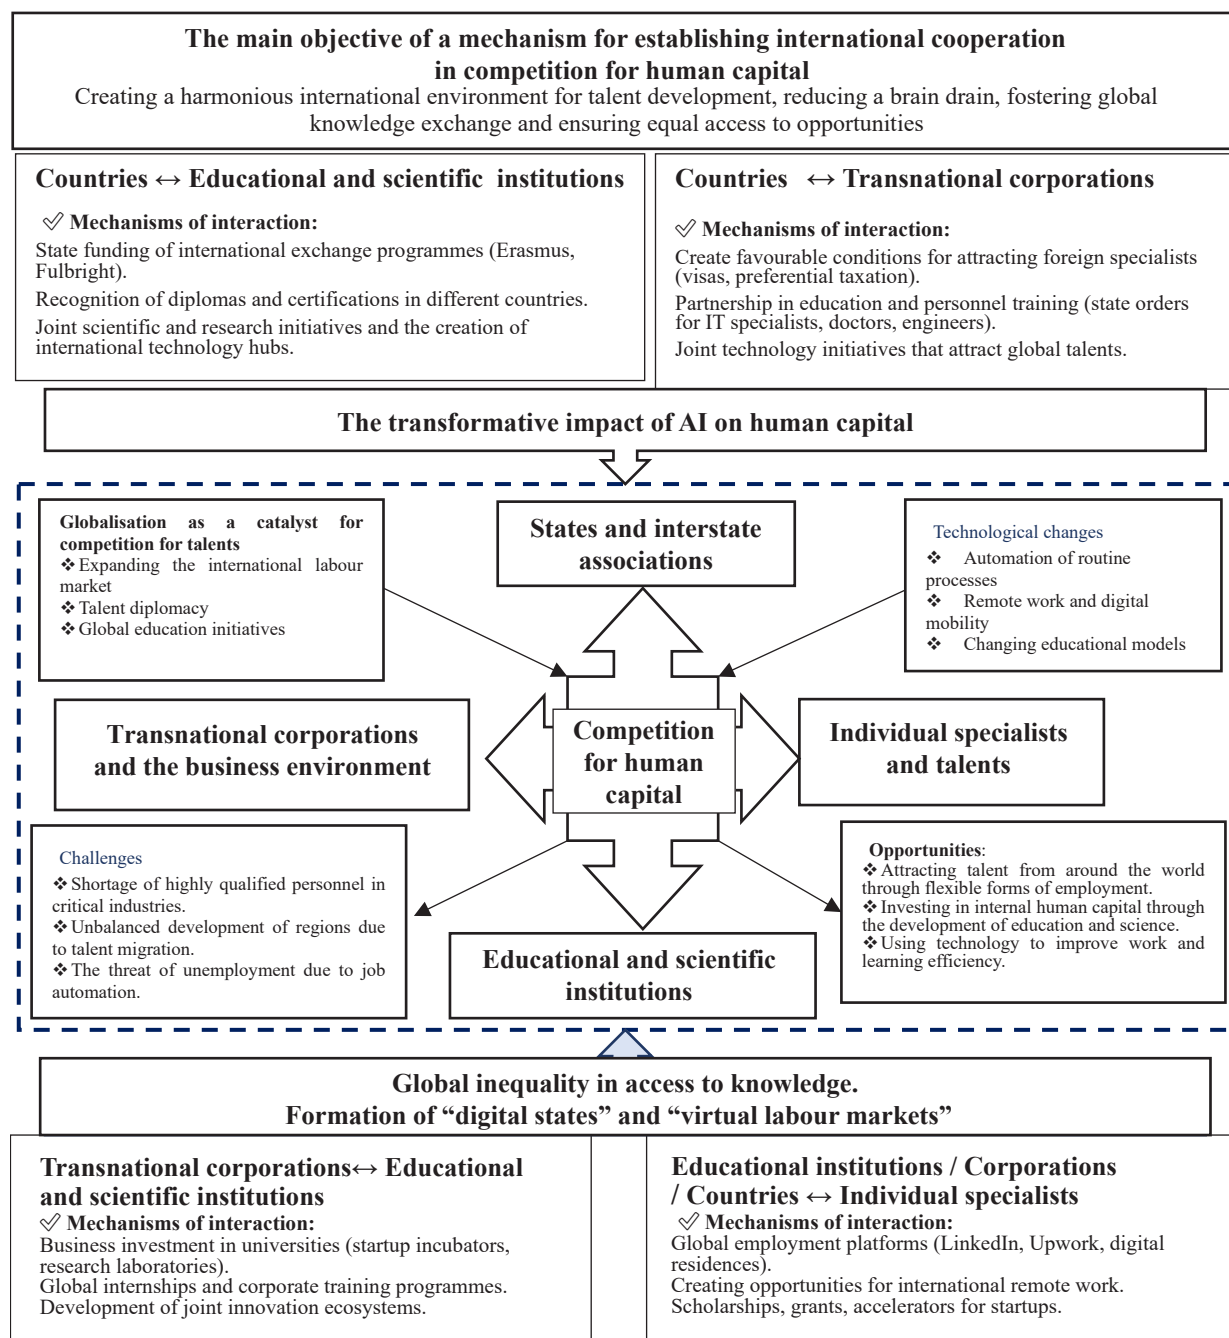 The main objective of a mechanism for establishing international cooperation
in competition for human capital
Creating a harmonious international environment for talent development, reducing a brain drain, fostering global
knowledge exchange and ensuring equal access to opportunities
Countries ↔ Educational and scientific institutions
✓ Mechanisms of interaction:
State funding of international exchange programmes (Erasmus,
Fulbright).
Recognition of diplomas and certifications in different countries.
Joint scientific and research initiatives and the creation of
international technology hubs.
Countries ↔ Transnational corporations
✓ Mechanisms of interaction:
Create favourable conditions for attracting foreign specialists
(visas, preferential taxation).
Partnership in education and personnel training (state orders
for IT specialists, doctors, engineers).
Joint technology initiatives that attract global talents.
The transformative impact of AI on human capital
Globalisation as a catalyst for
competition for talents
❖ Expanding the international labour
market
❖ Talent diplomacy
❖ Global education initiatives
States and interstate
associations
Technological changes
❖ Automation of routine
processes
❖ Remote work and digital
mobility
❖ Changing educational models
Transnational corporations
and the business environment
Competition
for human
capital
Individual specialists
and talents
Challenges
❖ Shortage of highly qualified personnel in
critical industries.
❖ Unbalanced development of regions due
to talent migration.
❖ The threat of unemployment due to job
automation.
Educational and scientific
institutions
Opportunities:
❖ Attracting talent from around the world
through flexible forms of employment.
❖ Investing in internal human capital through
the development of education and science.
❖ Using technology to improve work and
learning efficiency.
Global inequality in access to knowledge.
Formation of “digital states” and “virtual labour markets”
Transnational corporations↔ Educational
and scientific institutions
✓ Mechanisms of interaction:
Business investment in universities (startup incubators,
research laboratories).
Global internships and corporate training programmes.
Development of joint innovation ecosystems.
Educational institutions / Corporations
/ Countries ↔ Individual specialists
✓ Mechanisms of interaction:
Global employment platforms (LinkedIn, Upwork, digital
residences).
Creating opportunities for international remote work.
Scholarships, grants, accelerators for startups.